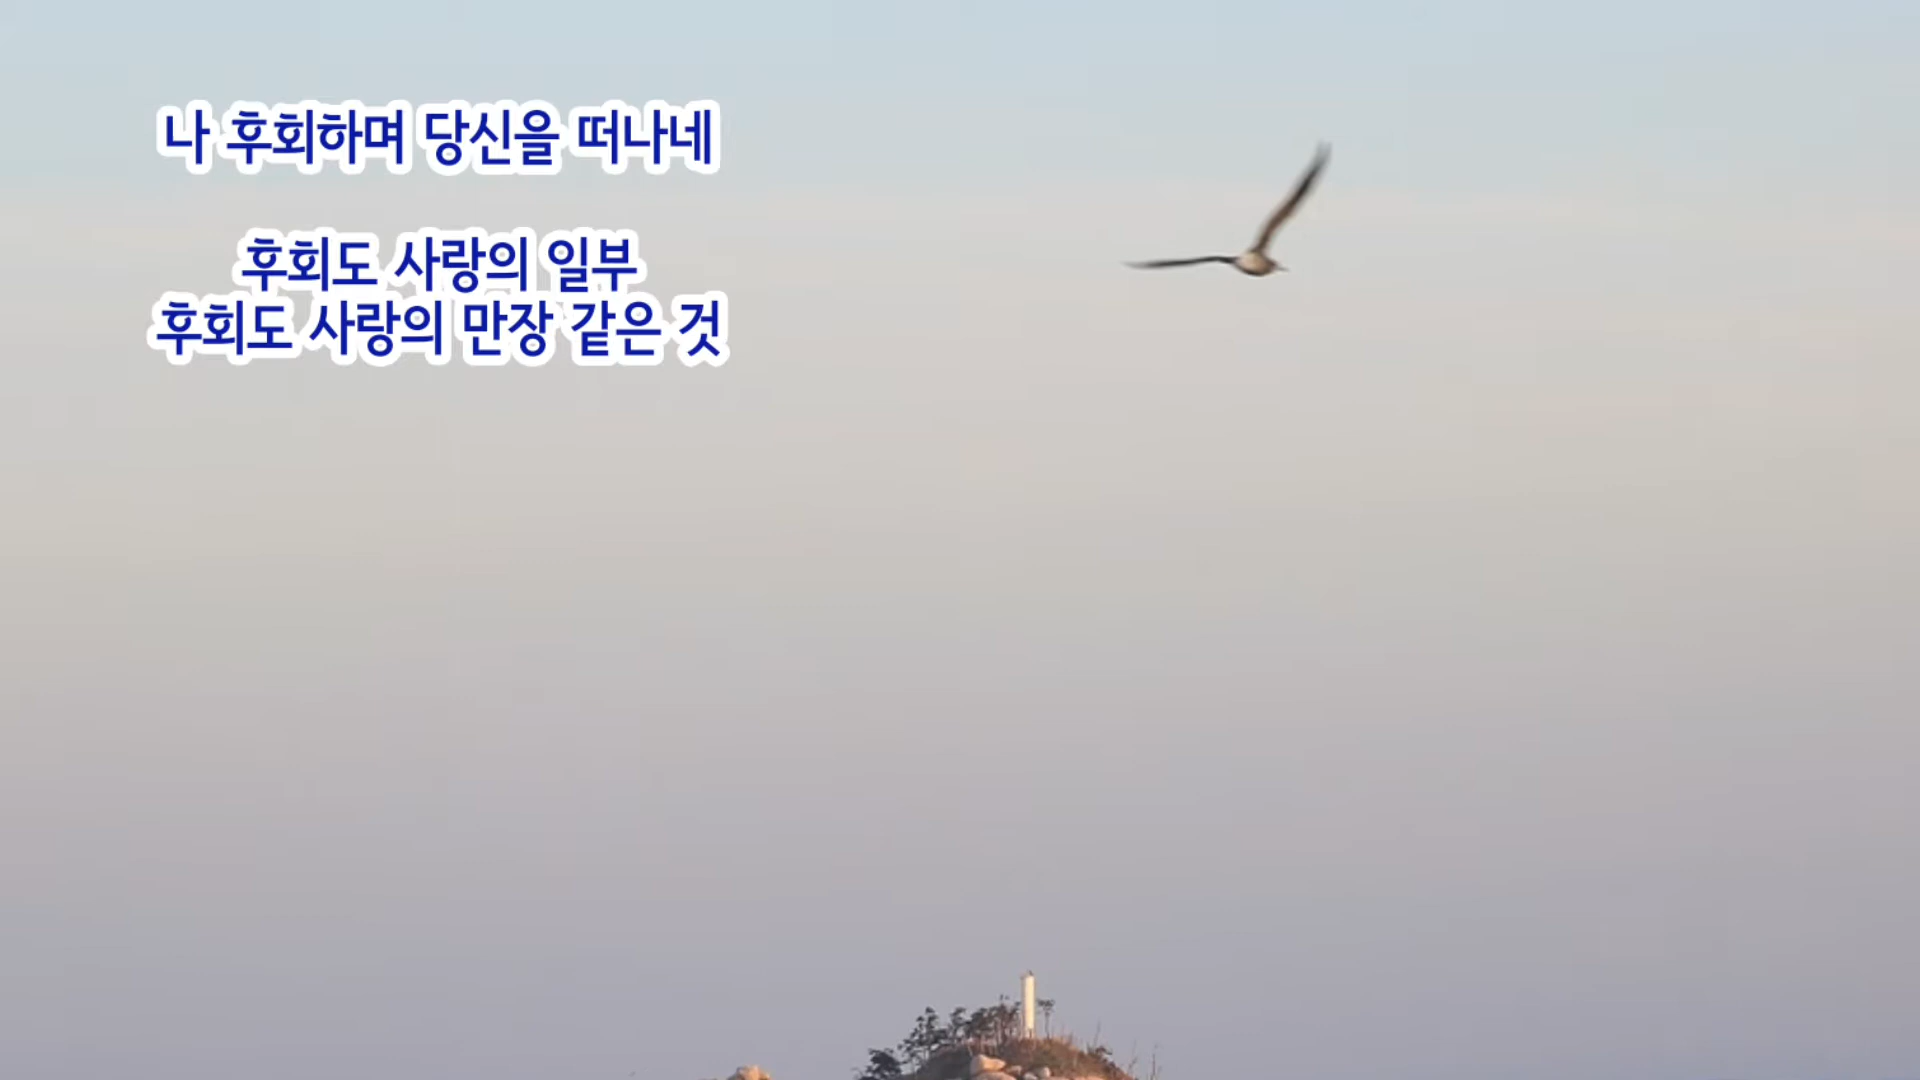 나 후회하며 당신을 떠나네
후회도 사랑의 일부
후회도 사랑의 만장 같은 것